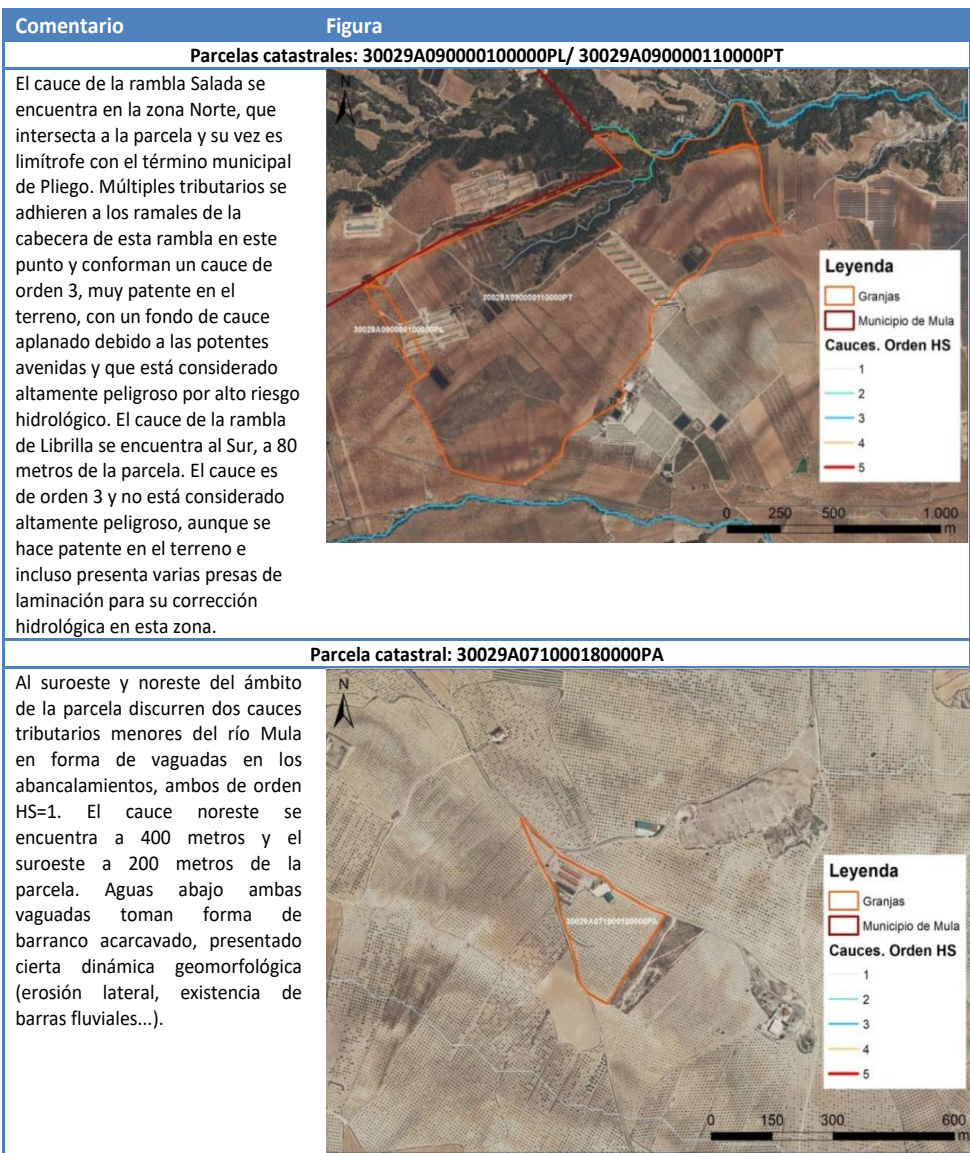 Comentario Figura
Parcelas catastrales: 30029A090000100000PL/ 30029A090000110000PT
El cauce de la rambla Salada se
encuentra en la zona Norte, que
intersecta a la parcela y su vez es
limítrofe con el término municipal
de Pliego. Múltiples tributarios se
adhieren a los ramales de la
cabecera de esta rambla en este
punto y conforman un cauce de
orden 3, muy patente en el
terreno, con un fondo de cauce
aplanado debido a las potentes
avenidas y que está considerado
altamente peligroso por alto riesgo
hidrológico. El cauce de la rambla
de Librilla se encuentra al Sur, a 80
metros de la parcela. El cauce es
de orden 3 y no está considerado
altamente peligroso, aunque se
hace patente en el terreno e
incluso presenta varias presas de
laminación para su corrección
hidrológica en esta zona.
N
30029A090000110000PT
30029A090000100000PL
Leyenda
Granjas
Municipio de Mula
Cauces. Orden HS
1
2
3
4
5
0 250 500 1.000
m
Parcela catastral: 30029A071000180000PA
Al suroeste y noreste del ámbito
de la parcela discurren dos cauces
tributarios menores del río Mula
en forma de vaguadas en los
abancalamientos, ambos de orden
HS=1. El cauce noreste se
encuentra a 400 metros y el
suroeste a 200 metros de la
parcela. Aguas abajo ambas
vaguadas toman forma de
barranco acarcavado, presentado
cierta dinámica geomorfológica
(erosión lateral, existencia de
barras fluviales...).
N
30029A071000180000PA
Leyenda
Granjas
Municipio de Mula
Cauces. Orden HS
1
2
3
4
5
0 150 300 600
m